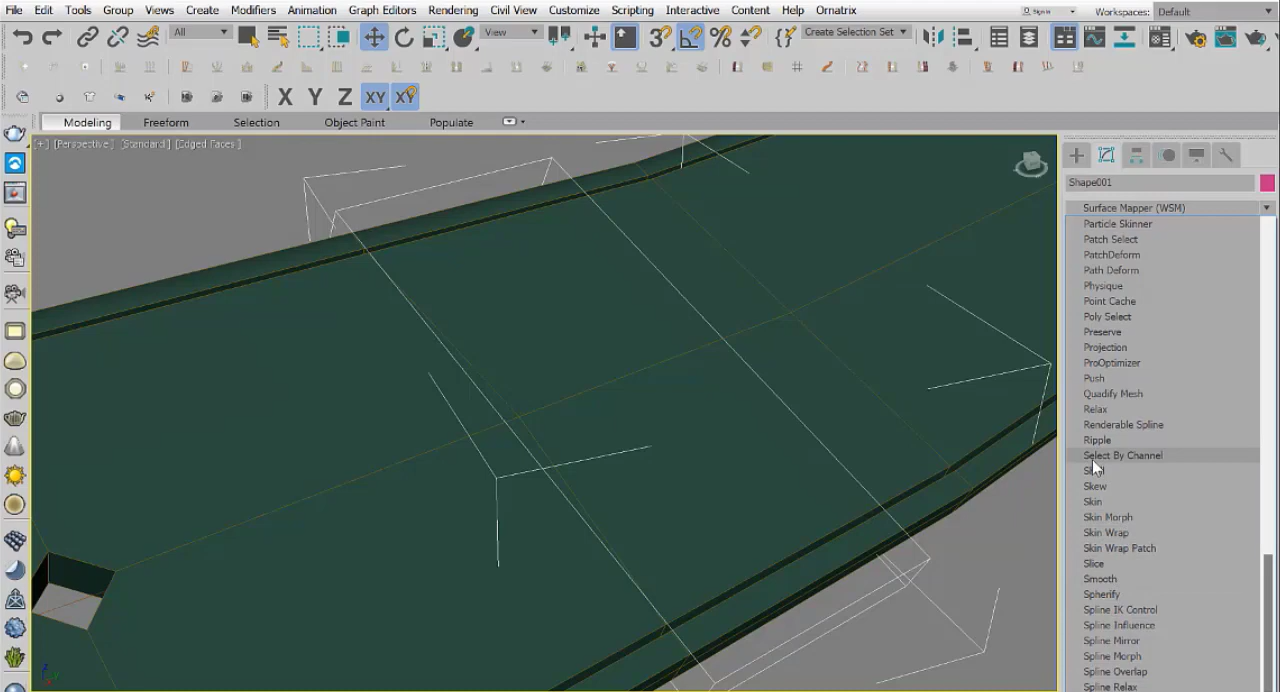 File Edit Tools Group Views Create Modifiers Animation Graph Editors Rendering Civil View Customize Scripting Interactive Content Help Ornatrix Sign In Workspaces: Default
All View 3 % Create Selection Set
X Y Z XY XY
Modeling Freeform Selection Object Paint Populate
[+] [Perspective] [Standard] [Edged Faces]
Shape001
Surface Mapper (WSM)
Particle Skinner
Patch Select
PatchDeform
Path Deform
Physique
Point Cache
Poly Select
Preserve
Projection
ProOptimizer
Push
Quadify Mesh
Relax
Renderable Spline
Ripple
Select By Channel
Skew
Skin
Skin Morph
Skin Wrap
Skin Wrap Patch
Slice
Smooth
Spherify
Spline IK Control
Spline Influence
Spline Mirror
Spline Morph
Spline Overlap
Spline Relax